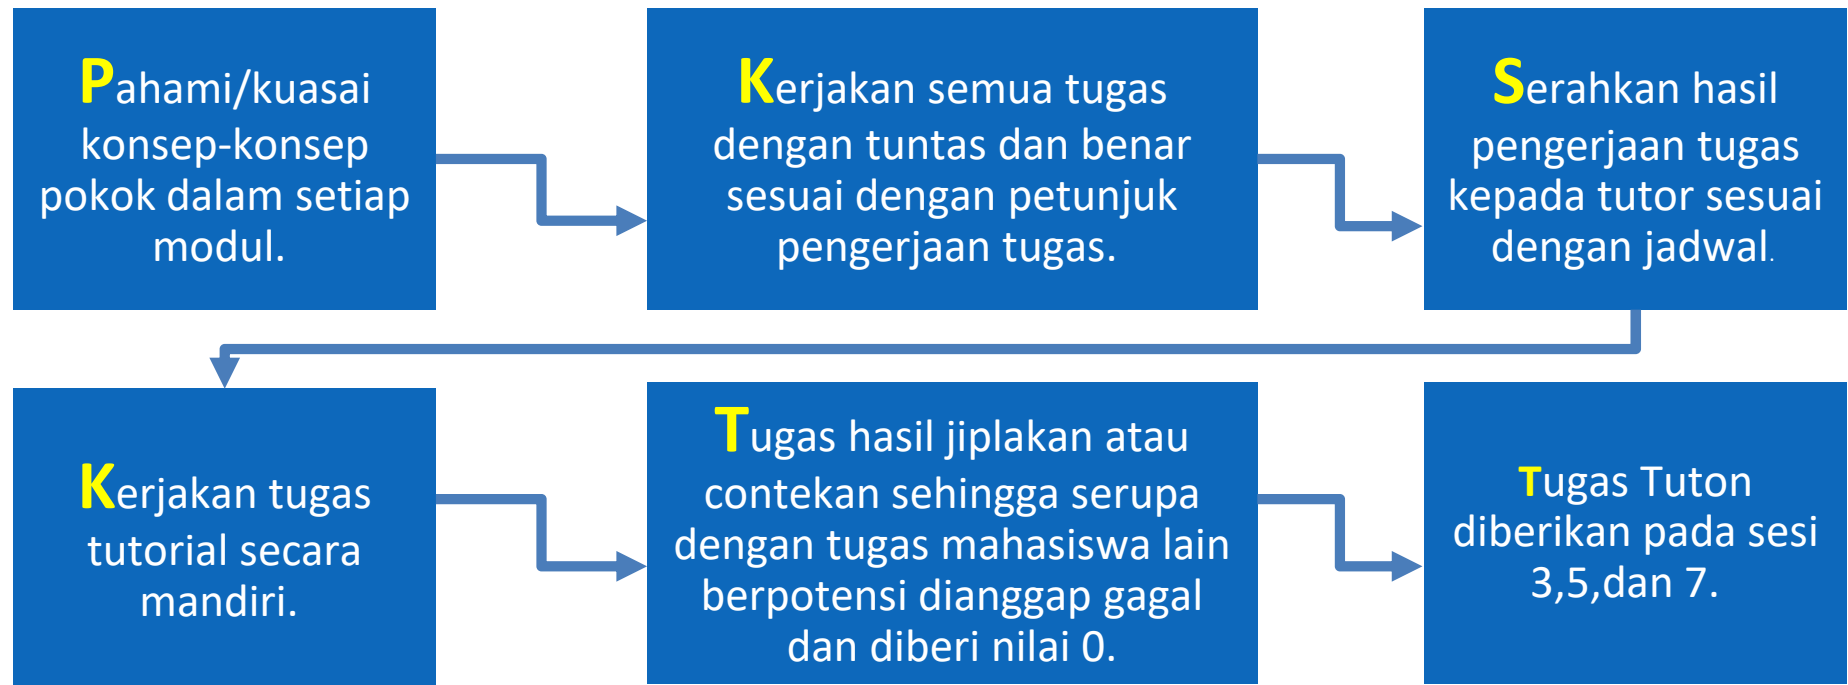 Pahami/kuasai
konsep-konsep
pokok dalam setiap
modul.
Kerjakan semua tugas
dengan tuntas dan benar
sesuai dengan petunjuk
pengerjaan tugas.
Serahkan hasil
pengerjaan tugas
kepada tutor sesuai
dengan jadwal.
Kerjakan tugas
tutorial secara
mandiri.
Tugas hasil jiplakan atau
contekan sehingga serupa
dengan tugas mahasiswa lain
berpotensi dianggap gagal
dan diberi nilai 0.
Tugas Tuton
diberikan pada sesi
3,5,dan 7.